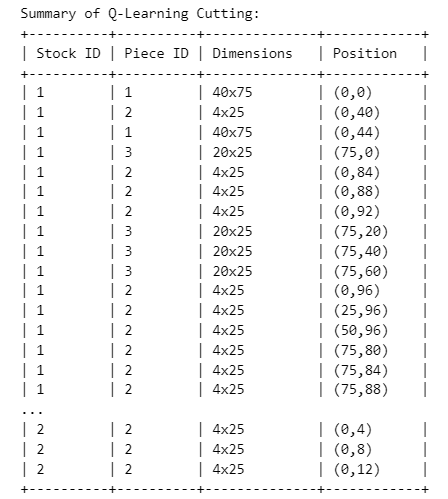 Summary of Q-Learning Cutting:
+----------+----------+--------------+------------+
| Stock ID | Piece ID | Dimensions   | Position   |
+----------+----------+--------------+------------+
| 1        | 1        | 40x75        | (0,0)      |
| 1        | 2        | 4x25         | (0,40)     |
| 1        | 1        | 40x75        | (0,44)     |
| 1        | 3        | 20x25        | (75,0)     |
| 1        | 2        | 4x25         | (0,84)     |
| 1        | 2        | 4x25         | (0,88)     |
| 1        | 2        | 4x25         | (0,92)     |
| 1        | 3        | 20x25        | (75,20)    |
| 1        | 3        | 20x25        | (75,40)    |
| 1        | 3        | 20x25        | (75,60)    |
| 1        | 2        | 4x25         | (0,96)     |
| 1        | 2        | 4x25         | (25,96)    |
| 1        | 2        | 4x25         | (50,96)    |
| 1        | 2        | 4x25         | (75,80)    |
| 1        | 2        | 4x25         | (75,84)    |
| 1        | 2        | 4x25         | (75,88)    |
...
| 2        | 2        | 4x25         | (0,4)      |
| 2        | 2        | 4x25         | (0,8)      |
| 2        | 2        | 4x25         | (0,12)     |
+----------+----------+--------------+------------+